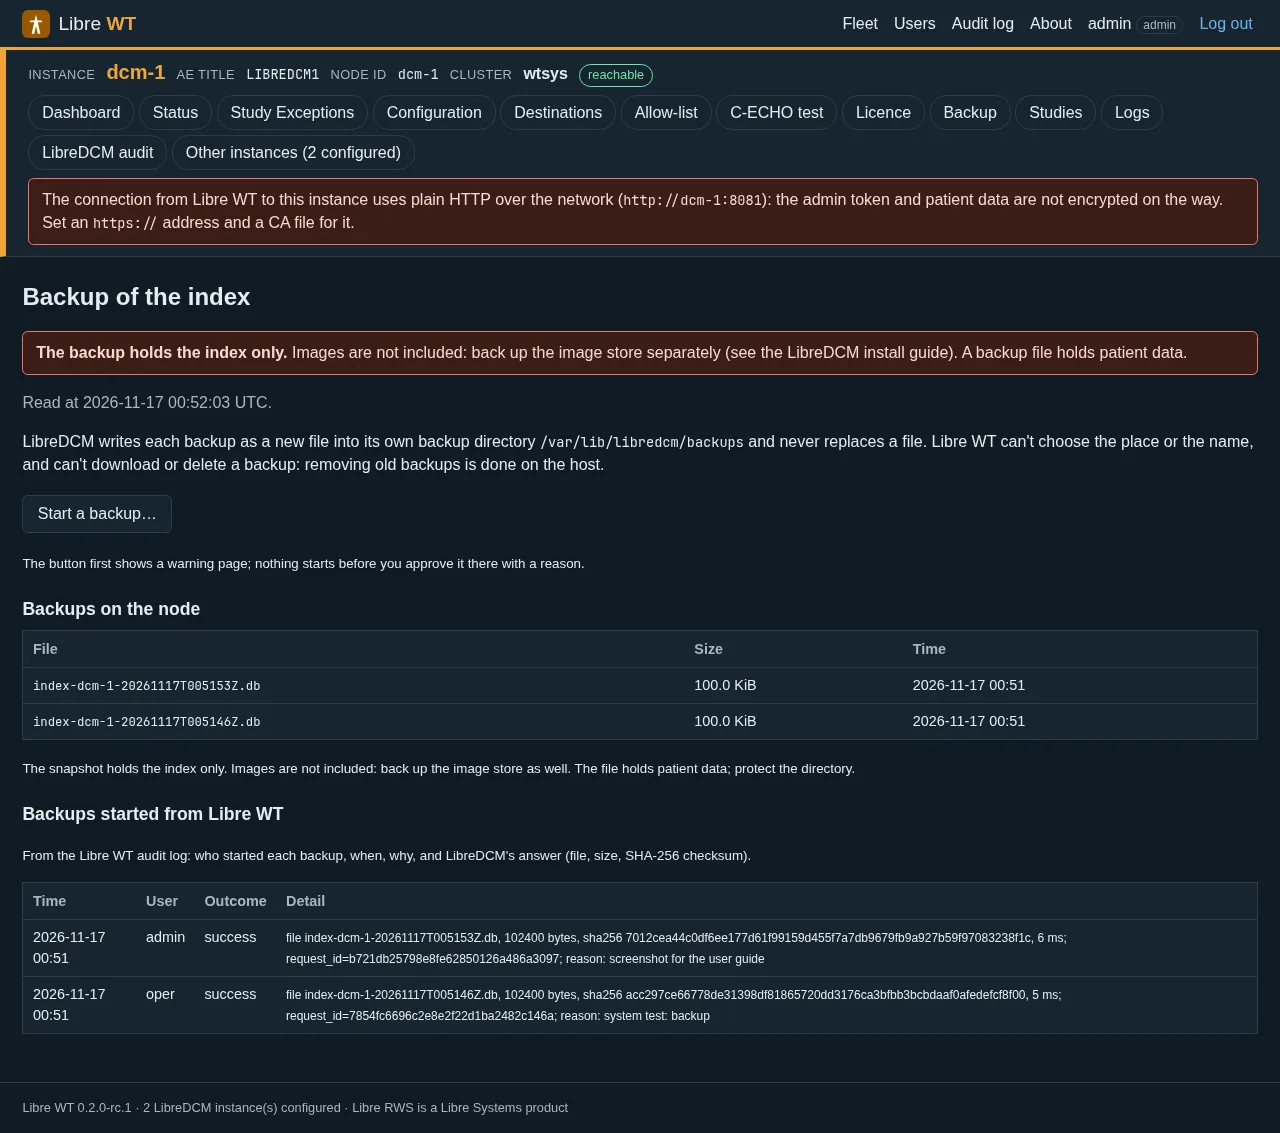 Libre WT
Fleet Users Audit log About admin admin Log out
INSTANCE dcm-1 AE TITLE LIBREDCM1 NODE ID dcm-1 CLUSTER wtsys reachable
Dashboard Status Study Exceptions Configuration Destinations Allow-list C-ECHO test Licence Backup Studies Logs
LibreDCM audit Other instances (2 configured)
The connection from Libre WT to this instance uses plain HTTP over the network (http://dcm-1:8081): the admin token and patient data are not encrypted on the way.
Set an https:// address and a CA file for it.
Backup of the index
The backup holds the index only. Images are not included: back up the image store separately (see the LibreDCM install guide). A backup file holds patient data.
Read at 2026-11-17 00:52:03 UTC.
LibreDCM writes each backup as a new file into its own backup directory /var/lib/libredcm/backups and never replaces a file. Libre WT can't choose the place or the name,
and can't download or delete a backup: removing old backups is done on the host.
Start a backup…
The button first shows a warning page; nothing starts before you approve it there with a reason.
Backups on the node
File Size Time
index-dcm-1-20261117T005153Z.db 100.0 KiB 2026-11-17 00:51
index-dcm-1-20261117T005146Z.db 100.0 KiB 2026-11-17 00:51
The snapshot holds the index only. Images are not included: back up the image store as well. The file holds patient data; protect the directory.
Backups started from Libre WT
From the Libre WT audit log: who started each backup, when, why, and LibreDCM's answer (file, size, SHA-256 checksum).
Time User Outcome Detail
2026-11-17 admin success file index-dcm-1-20261117T005153Z.db, 102400 bytes, sha256 7012cea44c0df6ee177d61f99159d455f7a7db9679fb9a927b59f97083238f1c, 6 ms;
00:51 request_id=b721db25798e8fe62850126a486a3097; reason: screenshot for the user guide
2026-11-17 oper success file index-dcm-1-20261117T005146Z.db, 102400 bytes, sha256 acc297ce66778de31398df81865720dd3176ca3bfbb3bcbdaaf0afedefcf8f00, 5 ms;
00:51 request_id=7854fc6696c2e8e2f22d1ba2482c146a; reason: system test: backup
Libre WT 0.2.0-rc.1 · 2 LibreDCM instance(s) configured · Libre RWS is a Libre Systems product